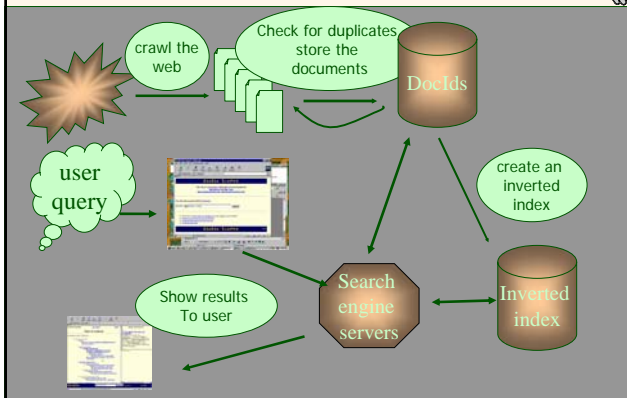 crawl the
web
Check for duplicates
store the
documents
DocIds
user
query
create an
inverted
index
Show results
To user
Search
engine
servers
Inverted
index